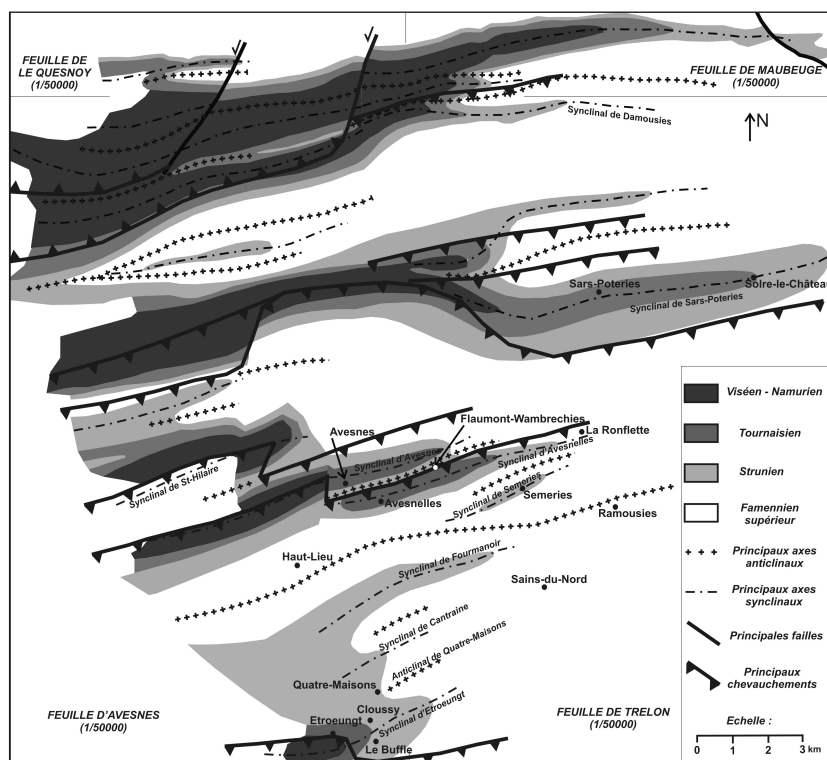 FEUILLE DE
LE QUESNOY
(1/50000)
FEUILLE DE MAUBEUGE
(1/50000)
Synclinal de Damousies
N
Sars-Poteries
Solre-le-Châteu
Synclinal de Sars-Poteries
Avesnes
Flaumont-Wambrechies
La Ronflette
Synclinal d'Avesnes
Synclinal d'Avesnelles
Synclinal de St-Hilaire
Synclinal de Semeries
Semeries
Avesnelles
Ramousies
Haut-Lieu
Synclinal de Fourmanoir
Sains-du-Nord
Synclinal de Cantraine
Anticlinal de Quatre-Maisons
Quatre-Maisons
Cloussy
Synclinal d'Etroeungt
Etroeungt
Le Buffle
FEUILLE D'AVESNES
(1/50000)
FEUILLE DE TRELON
(1/50000)
Viséen - Namurien
Tournaisien
Strunien
Famennien
supérieur
Principaux axes
anticlinaux
Principaux axes
synclinaux
Principales failles
Principaux
chevauchements
Echelle :
0 1 2 3 km